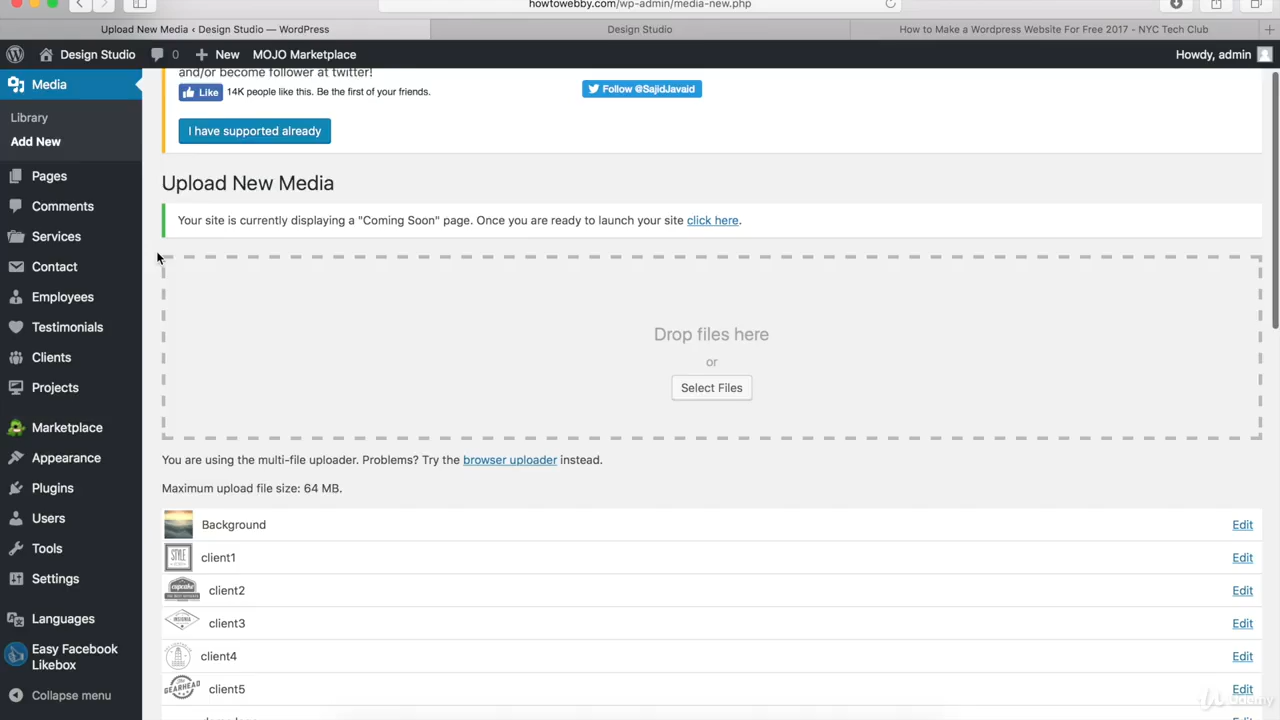 howtowebby.com/wp-admin/media-new.php
Upload New Media ‹ Design Studio — WordPress
Design Studio
How to Make a Wordpress Website For Free 2017 - NYC Tech Club
Design Studio
0
New
MOJO Marketplace
Howdy, admin
Media
Library
Add New
Pages
Comments
Services
Contact
Employees
Testimonials
Clients
Projects
Marketplace
Appearance
Plugins
Users
Tools
Settings
Languages
Easy Facebook
Likebox
Collapse menu
and/or become follower at twitter!
Like
14K people like this. Be the first of your friends.
Follow @SajidJavaid
I have supported already
Upload New Media
Your site is currently displaying a "Coming Soon" page. Once you are ready to launch your site click here.
Drop files here
or
Select Files
You are using the multi-file uploader. Problems? Try the browser uploader instead.
Maximum upload file size: 64 MB.
Background
Edit
STYLE
client1
Edit
cupcake
client2
Edit
INSIGNIA
client3
Edit
client4
Edit
The
GEARHEAD
client5
Edit
Udemy